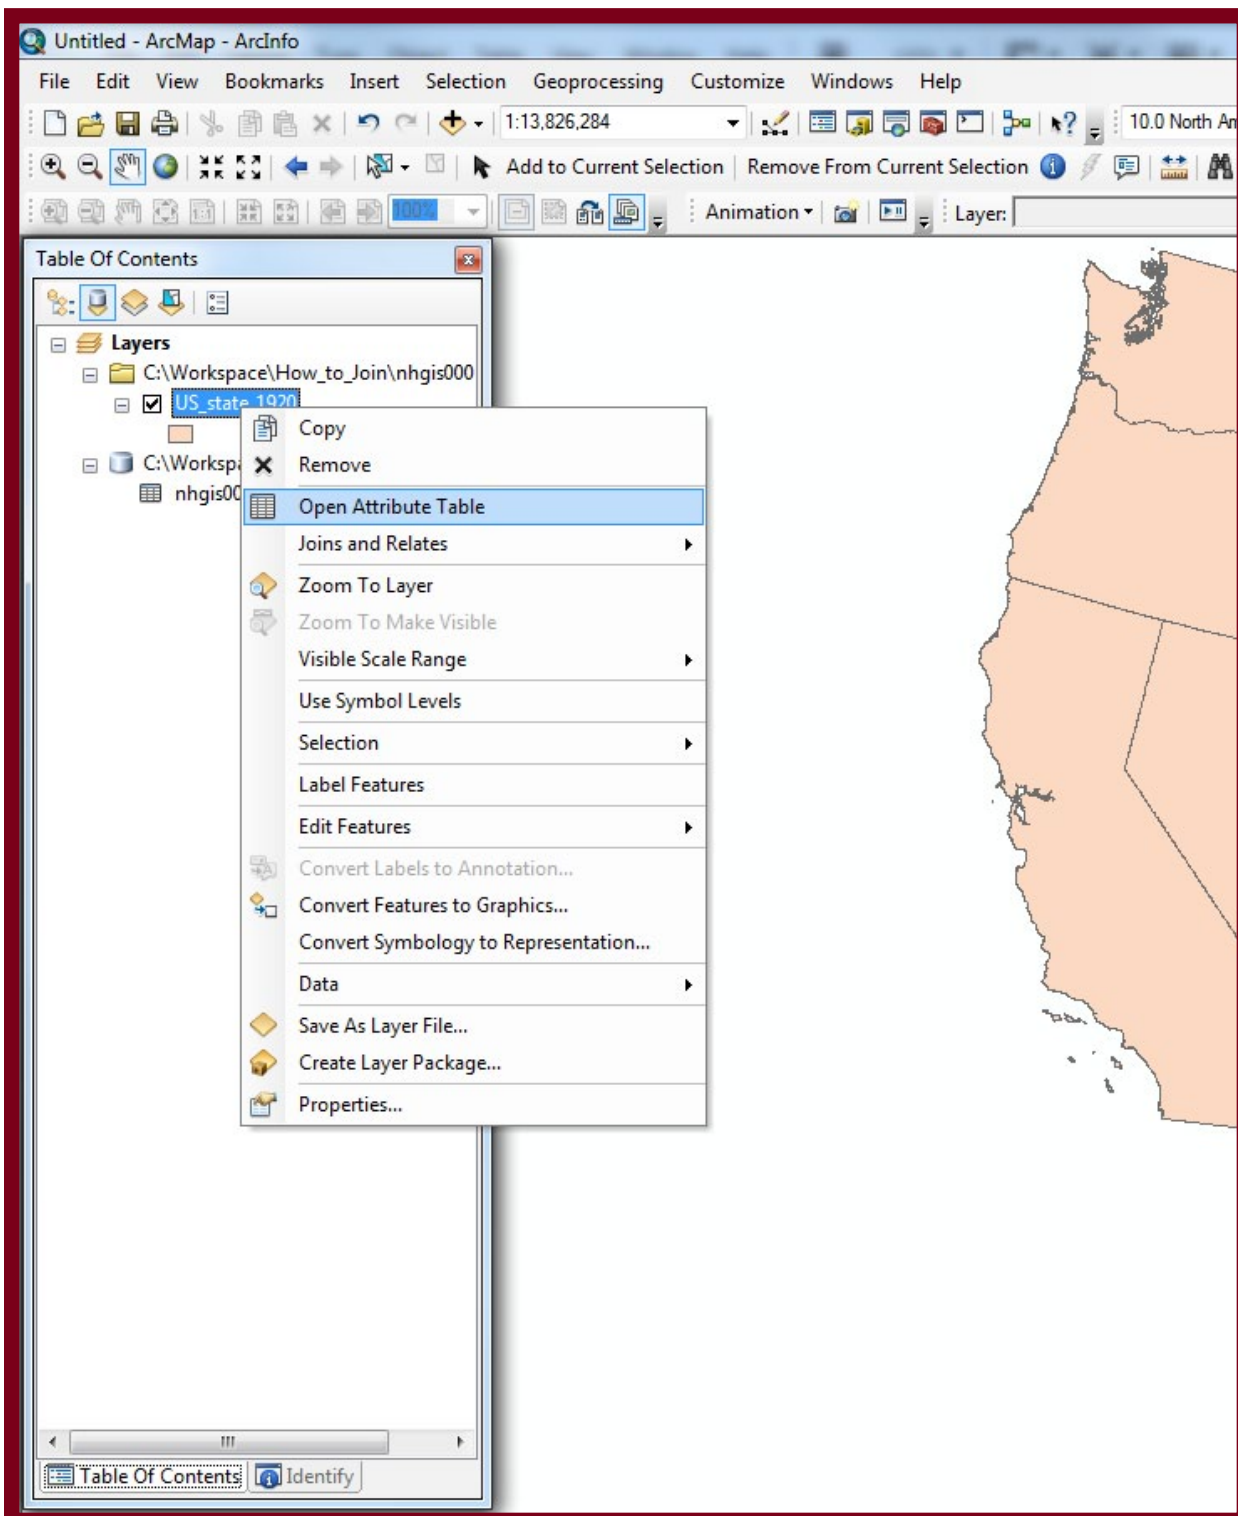 Untitled - ArcMap - ArcInfo
File Edit View Bookmarks Insert Selection Geoprocessing Customize Windows Help
1:13,826,284 10.0 North Am
Add to Current Selection Remove From Current Selection
100% Animation Layer:
Table Of Contents
Layers
C:\Workspace\How_to_Join\nhgis000
US_state_1920
C:\Workspa
nhgis00
Copy
Remove
Open Attribute Table
Joins and Relates
Zoom To Layer
Zoom To Make Visible
Visible Scale Range
Use Symbol Levels
Selection
Label Features
Edit Features
Convert Labels to Annotation...
Convert Features to Graphics...
Convert Symbology to Representation...
Data
Save As Layer File...
Create Layer Package...
Properties...
Table Of Contents Identify